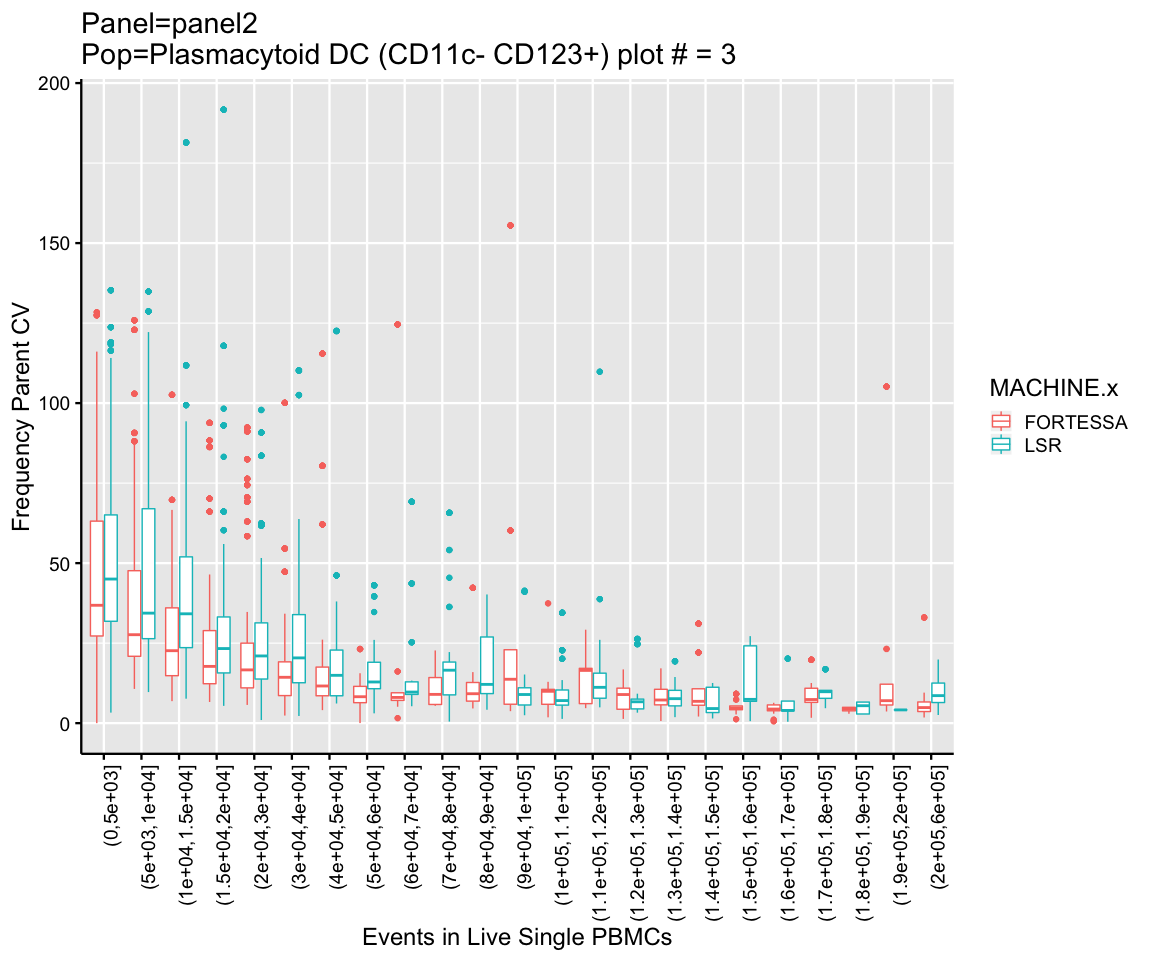 Panel=panel2
Pop=Plasmacytoid DC (CD11c- CD123+) plot # = 3
200
150
100
50
0
Frequency Parent CV
(0,5e+03]
(5e+03,1e+04]
(1e+04,1.5e+04]
(1.5e+04,2e+04]
(2e+04,3e+04]
(3e+04,4e+04]
(4e+04,5e+04]
(5e+04,6e+04]
(6e+04,7e+04]
(7e+04,8e+04]
(8e+04,9e+04]
(9e+04,1e+05]
(1e+05,1.1e+05]
(1.1e+05,1.2e+05]
(1.2e+05,1.3e+05]
(1.3e+05,1.4e+05]
(1.4e+05,1.5e+05]
(1.5e+05,1.6e+05]
(1.6e+05,1.7e+05]
(1.7e+05,1.8e+05]
(1.8e+05,1.9e+05]
(1.9e+05,2e+05]
(2e+05,6e+05]
Events in Live Single PBMCs
MACHINE.x
FORTESSA
LSR